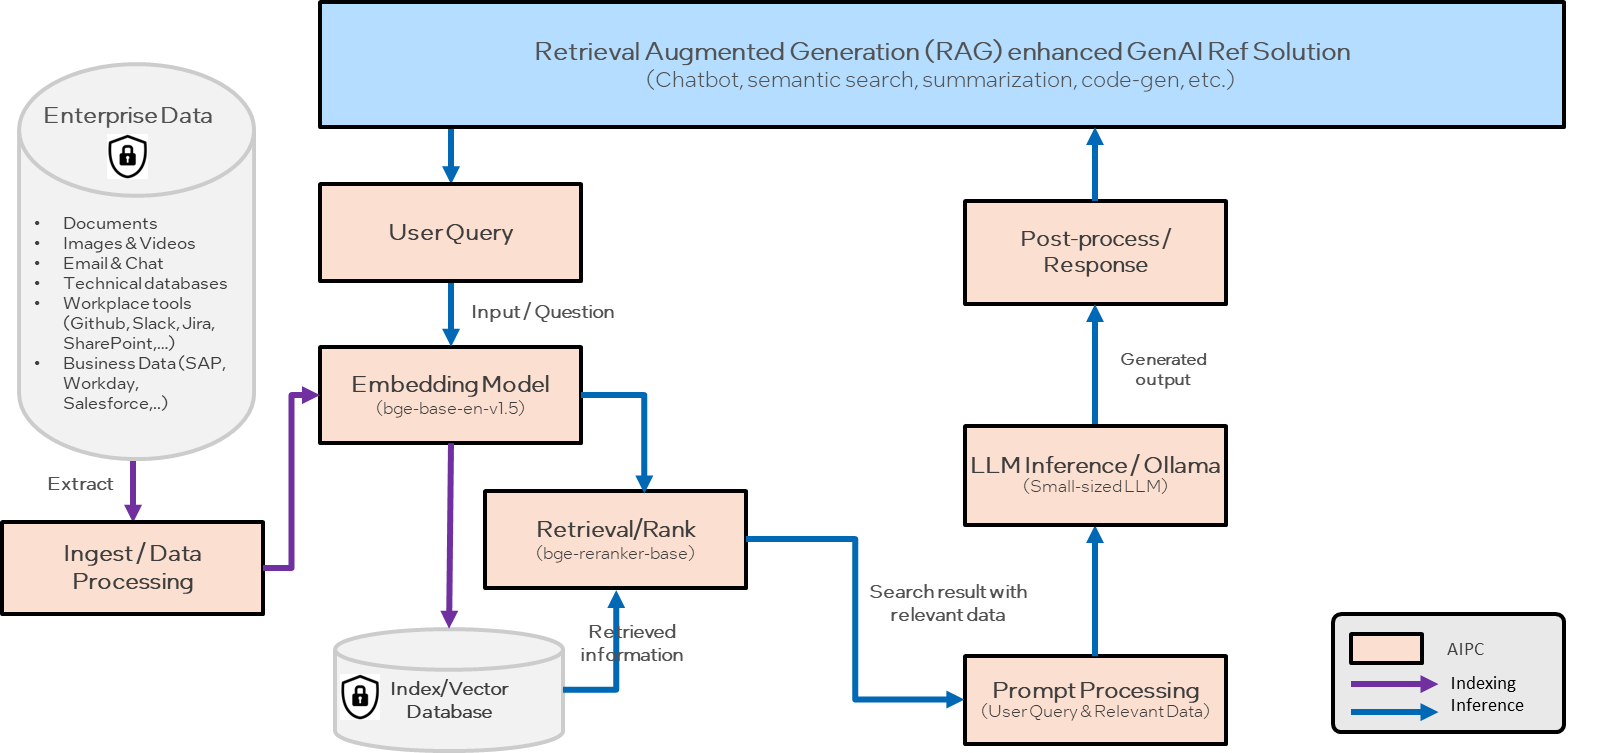 Retrieval Augmented Generation (RAG) enhanced GenAI Ref Solution
(Chatbot, semantic search, summarization, code-gen, etc.)
Enterprise Data
• Documents
• Images & Videos
• Email & Chat
• Technical databases
• Workplace tools
(Github, Slack, Jira,
SharePoint,...)
• Business Data (SAP,
Workday,
Salesforce,..)
Extract
Ingest / Data
Processing
User Query
Input / Question
Embedding Model
(bge-base-en-v1.5)
Retrieval/Rank
(bge-reranker-base)
Retrieved
information
Index/Vector
Database
Search result with
relevant data
Prompt Processing
(User Query & Relevant Data)
LLM Inference / Ollama
(Small-sized LLM)
Generated
output
Post-process /
Response
AIPC
Indexing
Inference